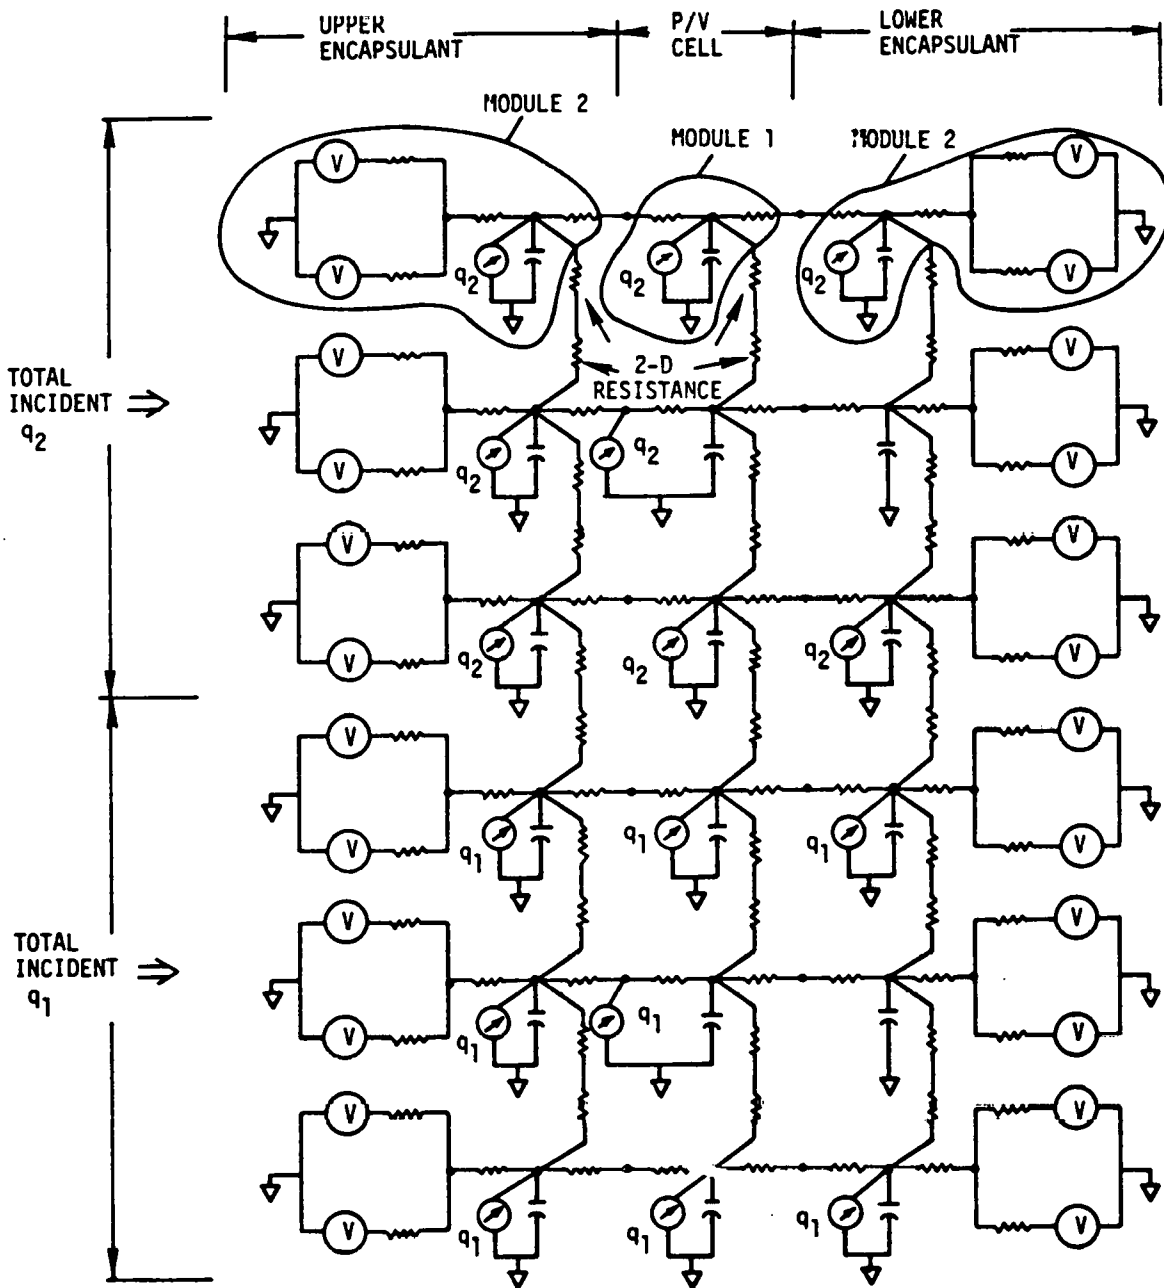 UPPER
ENCAPSULANT
P/V
CELL
LOWER
ENCAPSULANT
MODULE 2
MODULE 1
MODULE 2
V
V
V
V
q2
q2
q2
2-D
RESISTANCE
TOTAL
INCIDENT
q2
V
V
V
V
q2
q2
V
V
V
V
q2
q2
q2
V
V
V
V
q1
q1
q1
TOTAL
INCIDENT
q1
V
V
V
V
q1
q1
V
V
V
V
q1
q1
q1